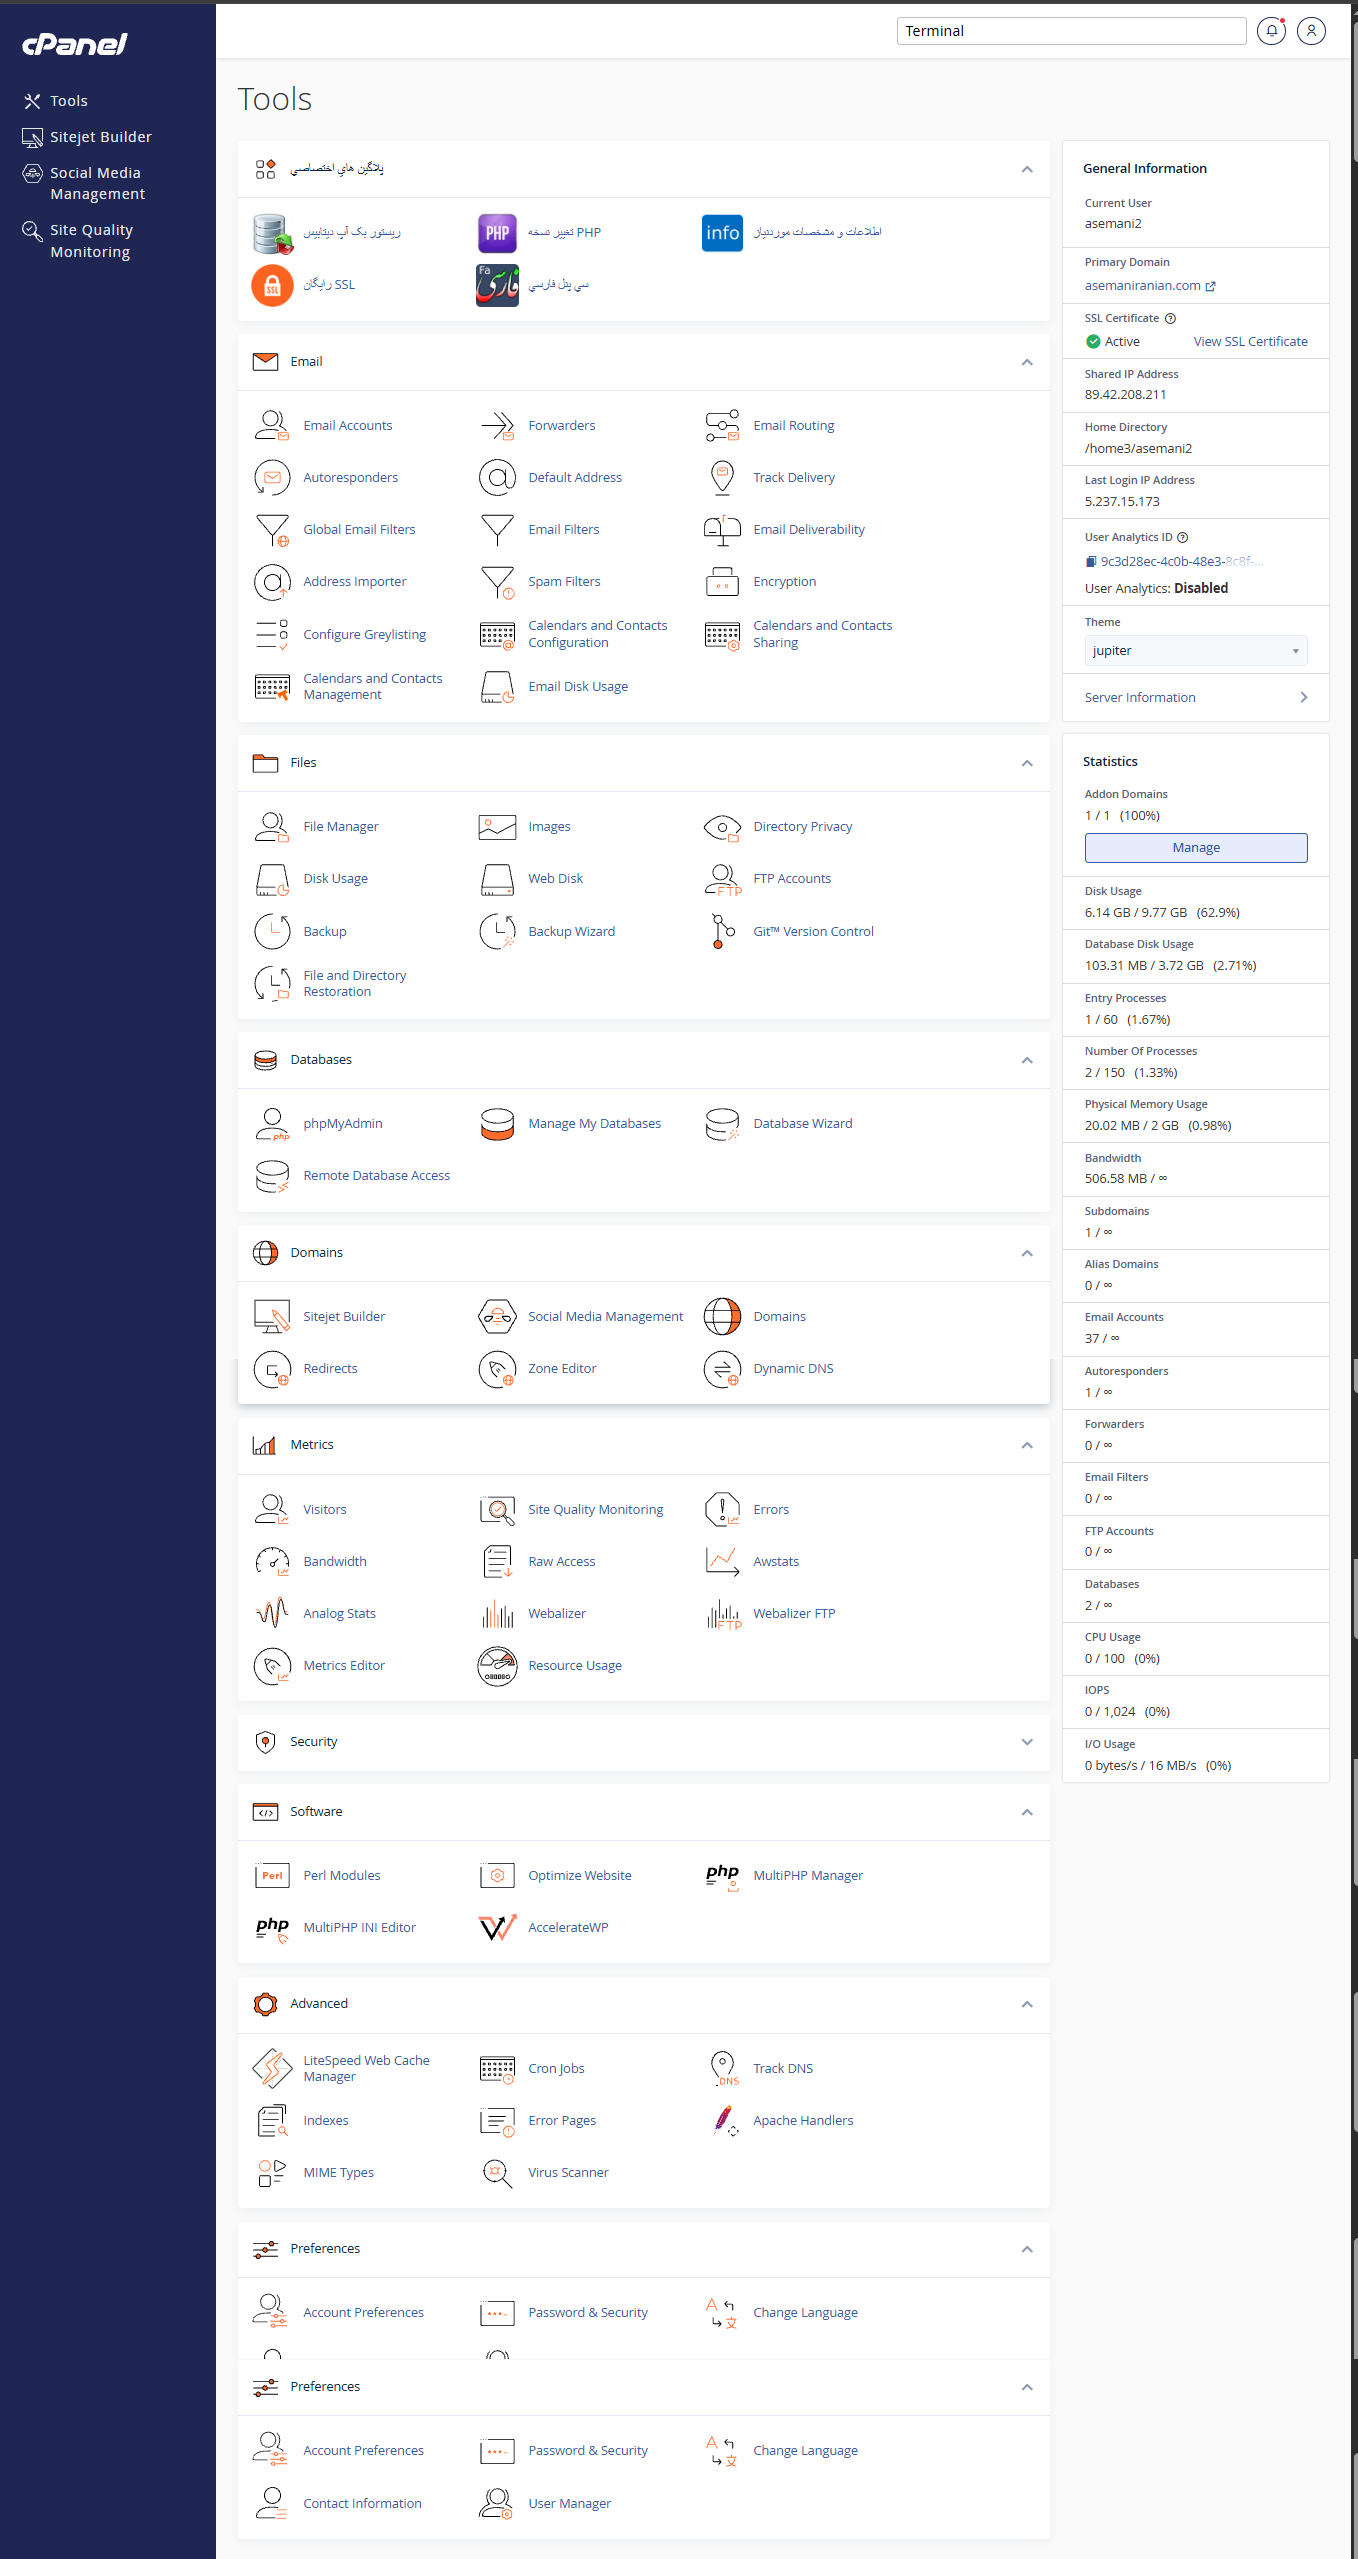 cPanel
Terminal
Tools
Sitejet Builder
Social Media
Management
Site Quality
Monitoring
Tools
پلاگین های اختصاصی
ریستور بک آپ دیتابیس
PHP
تغییر نسخه PHP
info
اطلاعات و مشخصات موردنیاز
SSL
SSL رایگان
Fa
فارسی
سی پنل فارسی
Email
Email Accounts
Forwarders
Email Routing
Autoresponders
Default Address
Track Delivery
Global Email Filters
Email Filters
Email Deliverability
Address Importer
Spam Filters
Encryption
Configure Greylisting
Calendars and Contacts
Configuration
Calendars and Contacts
Sharing
Calendars and Contacts
Management
Email Disk Usage
Files
File Manager
Images
Directory Privacy
Disk Usage
Web Disk
FTP
FTP Accounts
Backup
Backup Wizard
Git™ Version Control
File and Directory
Restoration
Databases
php
phpMyAdmin
Manage My Databases
Database Wizard
Remote Database Access
Domains
Sitejet Builder
Social Media Management
Domains
Redirects
Zone Editor
Dynamic DNS
Metrics
Visitors
Site Quality Monitoring
Errors
Bandwidth
Raw Access
Awstats
Analog Stats
Webalizer
FTP
Webalizer FTP
Metrics Editor
Resource Usage
Security
Software
Perl
Perl Modules
Optimize Website
php
MultiPHP Manager
php
MultiPHP INI Editor
AccelerateWP
Advanced
LiteSpeed Web Cache
Manager
Cron Jobs
DNS
Track DNS
Indexes
Error Pages
Apache Handlers
MIME Types
Virus Scanner
Preferences
Account Preferences
Password & Security
A
文
Change Language
Preferences
Account Preferences
Password & Security
A
文
Change Language
Contact Information
User Manager
General Information
Current User
asemani2
Primary Domain
asemaniranian.com
SSL Certificate
Active
View SSL Certificate
Shared IP Address
89.42.208.211
Home Directory
/home3/asemani2
Last Login IP Address
5.237.15.173
User Analytics ID
9c3d28ec-4c0b-48e3-8c8f-...
User Analytics: Disabled
Theme
jupiter
Server Information
Statistics
Addon Domains
1 / 1 (100%)
Manage
Disk Usage
6.14 GB / 9.77 GB (62.9%)
Database Disk Usage
103.31 MB / 3.72 GB (2.71%)
Entry Processes
1 / 60 (1.67%)
Number Of Processes
2 / 150 (1.33%)
Physical Memory Usage
20.02 MB / 2 GB (0.98%)
Bandwidth
506.58 MB / ∞
Subdomains
1 / ∞
Alias Domains
0 / ∞
Email Accounts
37 / ∞
Autoresponders
1 / ∞
Forwarders
0 / ∞
Email Filters
0 / ∞
FTP Accounts
0 / ∞
Databases
2 / ∞
CPU Usage
0 / 100 (0%)
IOPS
0 / 1,024 (0%)
I/O Usage
0 bytes/s / 16 MB/s (0%)